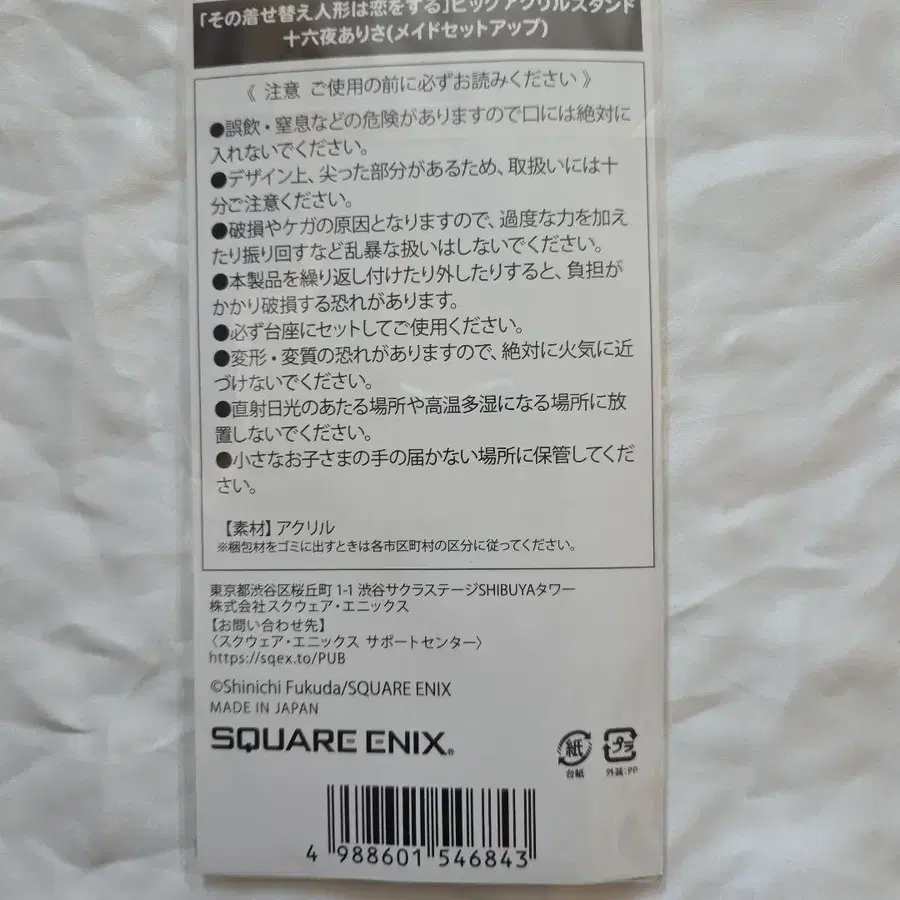 「その着せ替え人形は恋をする」ビッグアクリルスタンド
十六夜ありさ(メイドセットアップ)
《 注意 ご使用の前に必ずお読みください 》
●誤飲・窒息などの危険がありますので口には絶対に
入れないでください。
●デザイン上、尖った部分があるため、取扱いには十
分ご注意ください。
●破損やケガの原因となりますので、過度な力を加え
たり振り回すなど乱暴な扱いはしないでください。
●本製品を繰り返し付けたり外したりすると、負担が
かかり破損する恐れがあります。
●必ず台座にセットしてご使用ください。
●変形・変質の恐れがありますので、絶対に火気に近
づけないでください。
●直射日光のあたる場所や高温多湿になる場所に放
置しないでください。
●小さなお子さまの手の届かない場所に保管してくだ
さい。
【素材】アクリル
※梱包材をゴミに出すときは各市区町村の区分に従ってください。
東京都渋谷区桜丘町 1-1 渋谷サクラステージSHIBUYAタワー
株式会社スクウェア・エニックス
【お問い合わせ先】
〈スクウェア・エニックス サポートセンター〉
https://sqex.to/PUB
©Shinichi Fukuda/SQUARE ENIX
MADE IN JAPAN
SQUARE ENIX®
紙
台紙
プラ
外装:PP
4 988601 546843